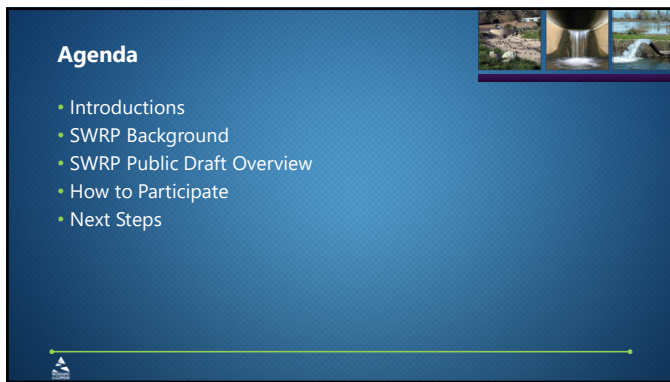 Agenda
• Introductions
• SWRP Background
• SWRP Public Draft Overview
• How to Participate
• Next Steps